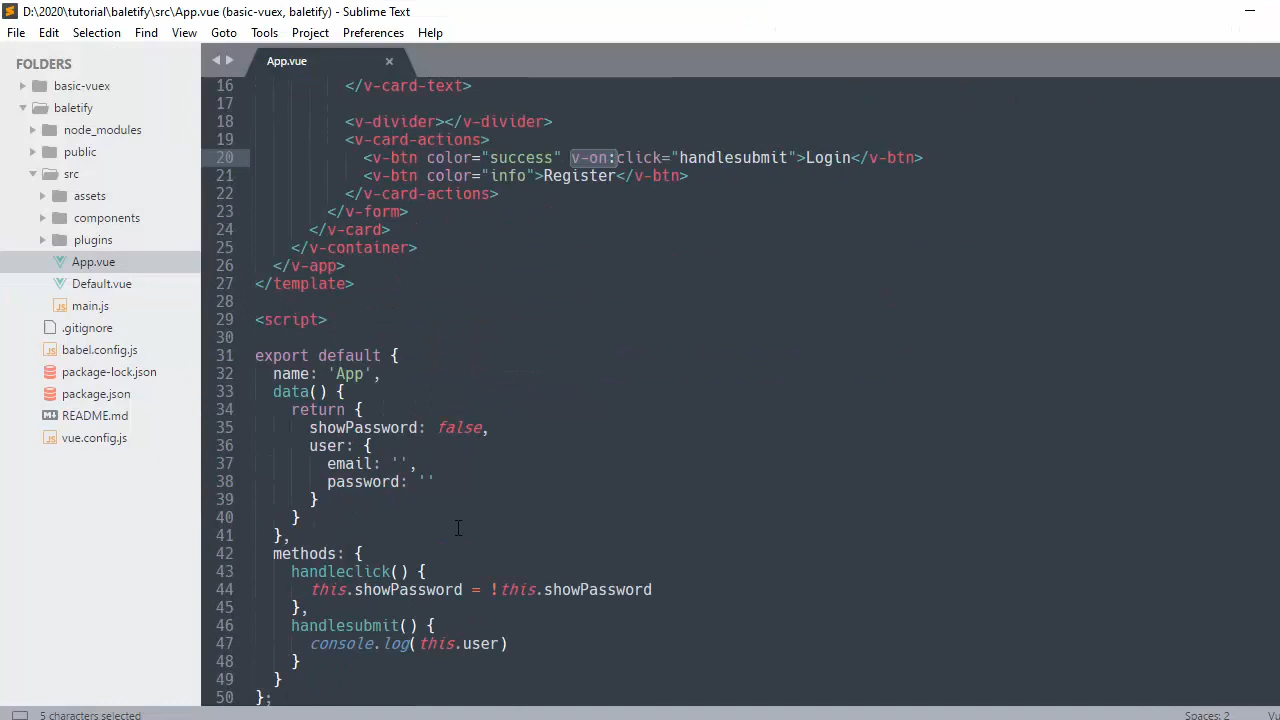 D:\2020\tutorial\baletify\src\App.vue (basic-vuex, baletify) - Sublime Text
File Edit Selection Find View Goto Tools Project Preferences Help
FOLDERS
basic-vuex
baletify
node_modules
public
src
assets
components
plugins
App.vue
Default.vue
main.js
.gitignore
babel.config.js
package-lock.json
package.json
README.md
vue.config.js
App.vue ×
16 </v-card-text>
17
18 <v-divider></v-divider>
19 <v-card-actions>
20 <v-btn color="success" v-on:click="handlesubmit">Login</v-btn>
21 <v-btn color="info">Register</v-btn>
22 </v-card-actions>
23 </v-form>
24 </v-card>
25 </v-container>
26 </v-app>
27 </template>
28
29 <script>
30
31 export default {
32 name: 'App',
33 data() {
34 return {
35 showPassword: false,
36 user: {
37 email: '',
38 password: ''
39 }
40 }
41 },
42 methods: {
43 handleclick() {
44 this.showPassword = !this.showPassword
45 },
46 handlesubmit() {
47 console.log(this.user)
48 }
49 }
50 };
5 characters selected
Spaces: 2